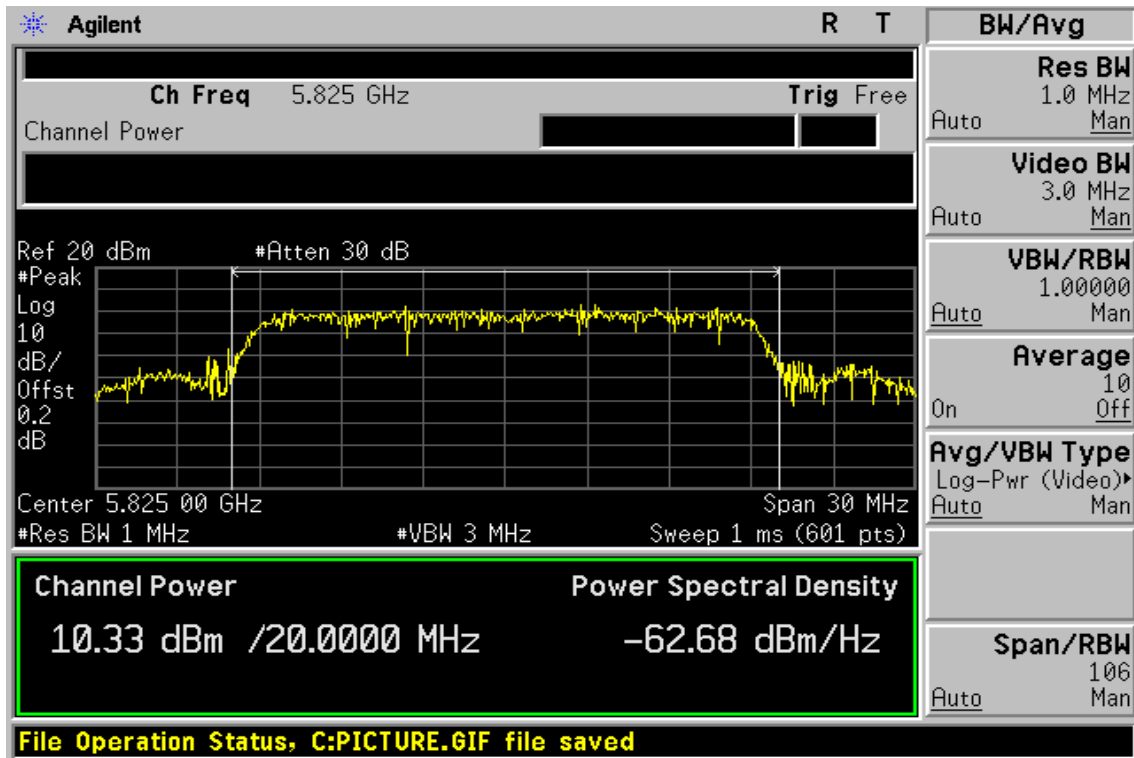 Agilent R T
Ch Freq 5.825 GHz Trig Free
Channel Power
Ref 20 dBm #Atten 30 dB
#Peak
Log
10
dB/
Offst
0.2
dB
Center 5.825 00 GHz Span 30 MHz
#Res BW 1 MHz #VBW 3 MHz Sweep 1 ms (601 pts)
Channel Power Power Spectral Density
10.33 dBm /20.0000 MHz -62.68 dBm/Hz
File Operation Status, C:PICTURE.GIF file saved
BW/Avg
Res BW
1.0 MHz
Auto Man
Video BW
3.0 MHz
Auto Man
VBW/RBW
1.00000
Auto Man
Average
10
On Off
Avg/VBW Type
Log-Pwr (Video)
Auto Man
Span/RBW
106
Auto Man